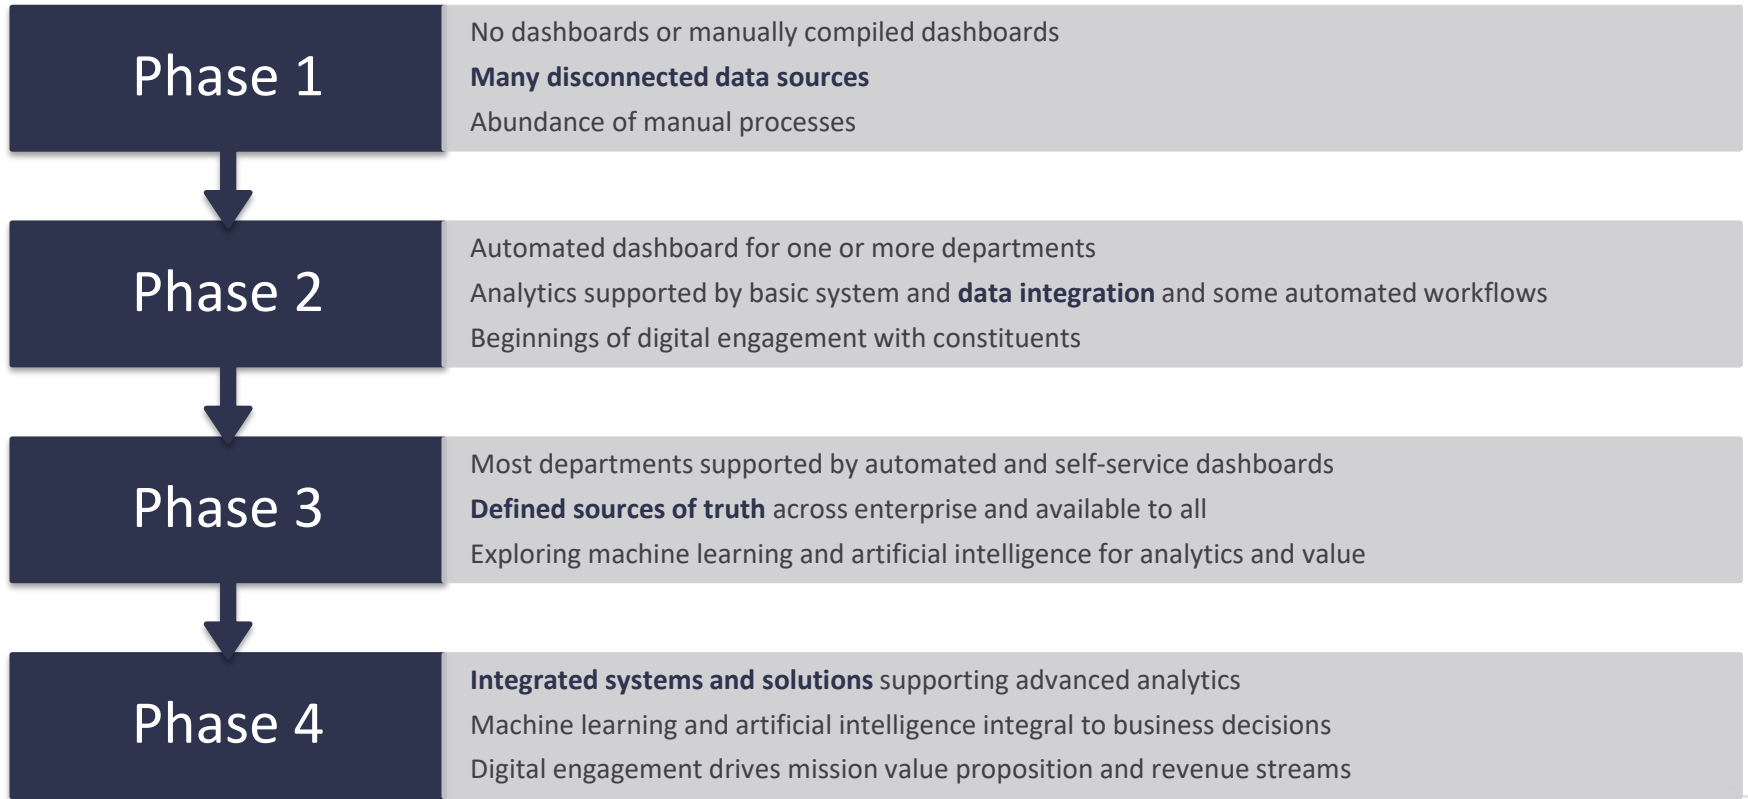 Phase 1
No dashboards or manually compiled dashboards
Many disconnected data sources
Abundance of manual processes
Phase 2
Automated dashboard for one or more departments
Analytics supported by basic system and data integration and some automated workflows
Beginnings of digital engagement with constituents
Phase 3
Most departments supported by automated and self-service dashboards
Defined sources of truth across enterprise and available to all
Exploring machine learning and artificial intelligence for analytics and value
Phase 4
Integrated systems and solutions supporting advanced analytics
Machine learning and artificial intelligence integral to business decisions
Digital engagement drives mission value proposition and revenue streams